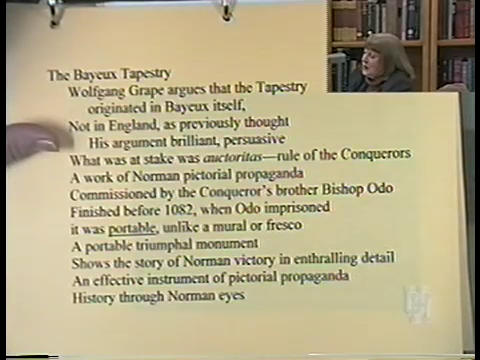 The Bayeux Tapestry
Wolfgang Grape argues that the Tapestry
originated in Bayeux itself,
Not in England, as previously thought
His argument brilliant, persuasive
What was at stake was auctoritas—rule of the Conquerors
A work of Norman pictorial propaganda
Commissioned by the Conqueror's brother Bishop Odo
Finished before 1082, when Odo imprisoned
it was portable, unlike a mural or fresco
A portable triumphal monument
Shows the story of Norman victory in enthralling detail
An effective instrument of pictorial propaganda
History through Norman eyes